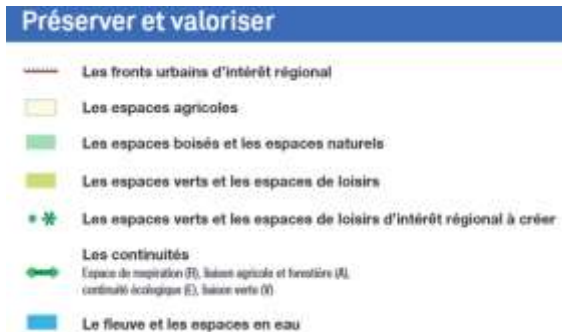 Préserver et valoriser
Les fronts urbains d'intérêt régional
Les espaces agricoles
Les espaces boisés et les espaces naturels
Les espaces verts et les espaces de loisirs
Les espaces verts et les espaces de loisirs d'intérêt régional à créer
Les continuités
Espace de respiration (R), liaison agricole et forestière (A),
continuité écologique (E), liaison verte (V)
Le fleuve et les espaces en eau